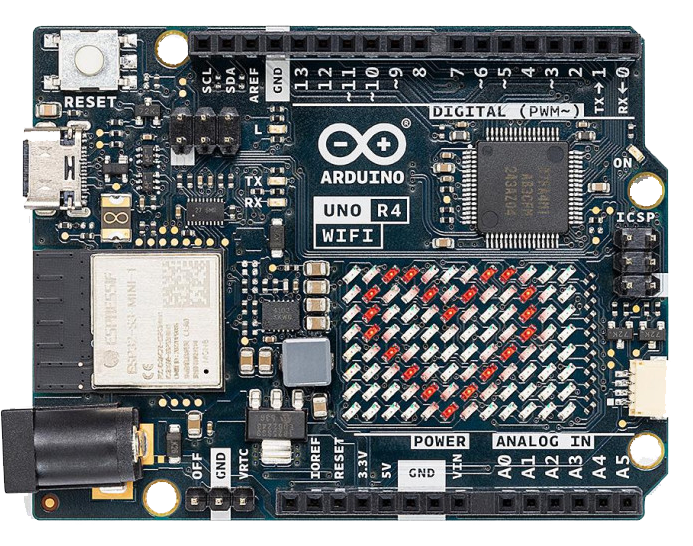 RESET
SCL
SDA
AREF
GND
13
12
~11
~10
~9
8
7
~6
~5
4
~3
2
TX→1
RX←0
DIGITAL (PWM~)
L
®
ARDUINO
TX
RX
UNO R4
WIFI
ON
ICSP
ESPRESSIF
ESP32-S3-MINI-1
CE
POWER
ANALOG IN
OFF
GND
VRTC
IOREF
RESET
3.3V
5V
GND
VIN
A0
A1
A2
A3
A4
A5